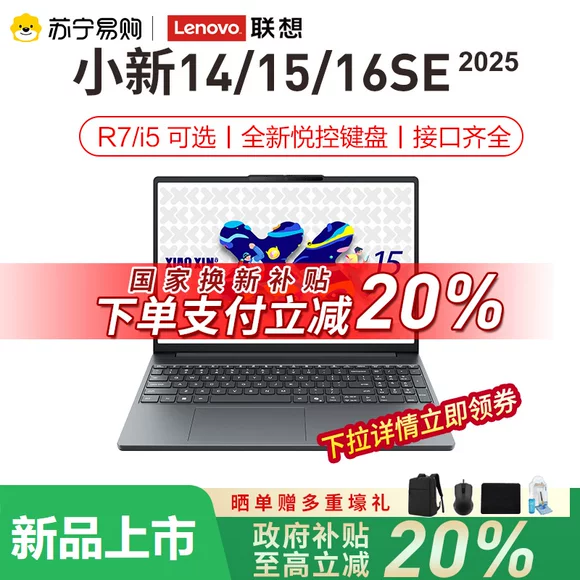 苏宁易购 Lenovo 联想
小新14/15/16SE 2025
R7/i5 可选丨全新悦控键盘丨接口齐全
XIAO XIN
15
国家换新补贴
下单支付立减20%
下拉详情立即领券
晒单赠多重壕礼
新品上市
政府补贴
至高立减
20%